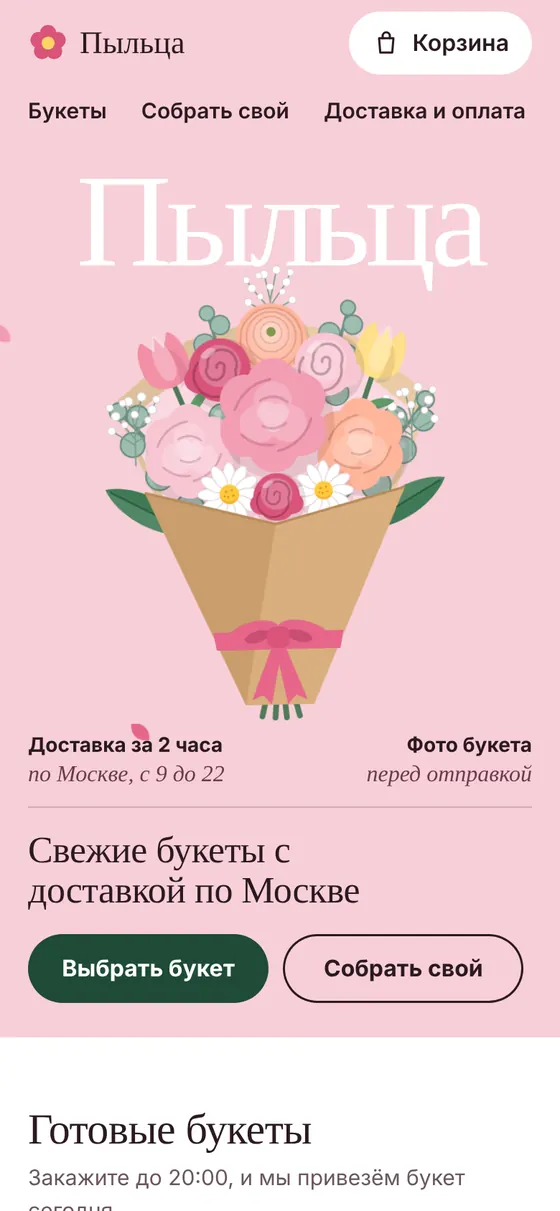 Пыльца
Корзина
Букеты Собрать свой Доставка и оплата
Пыльца
Доставка за 2 часа
по Москве, с 9 до 22
Фото букета
перед отправкой
Свежие букеты с
доставкой по Москве
Выбрать букет
Собрать свой
Готовые букеты
Закажите до 20:00, и мы привезём букет
сегодня